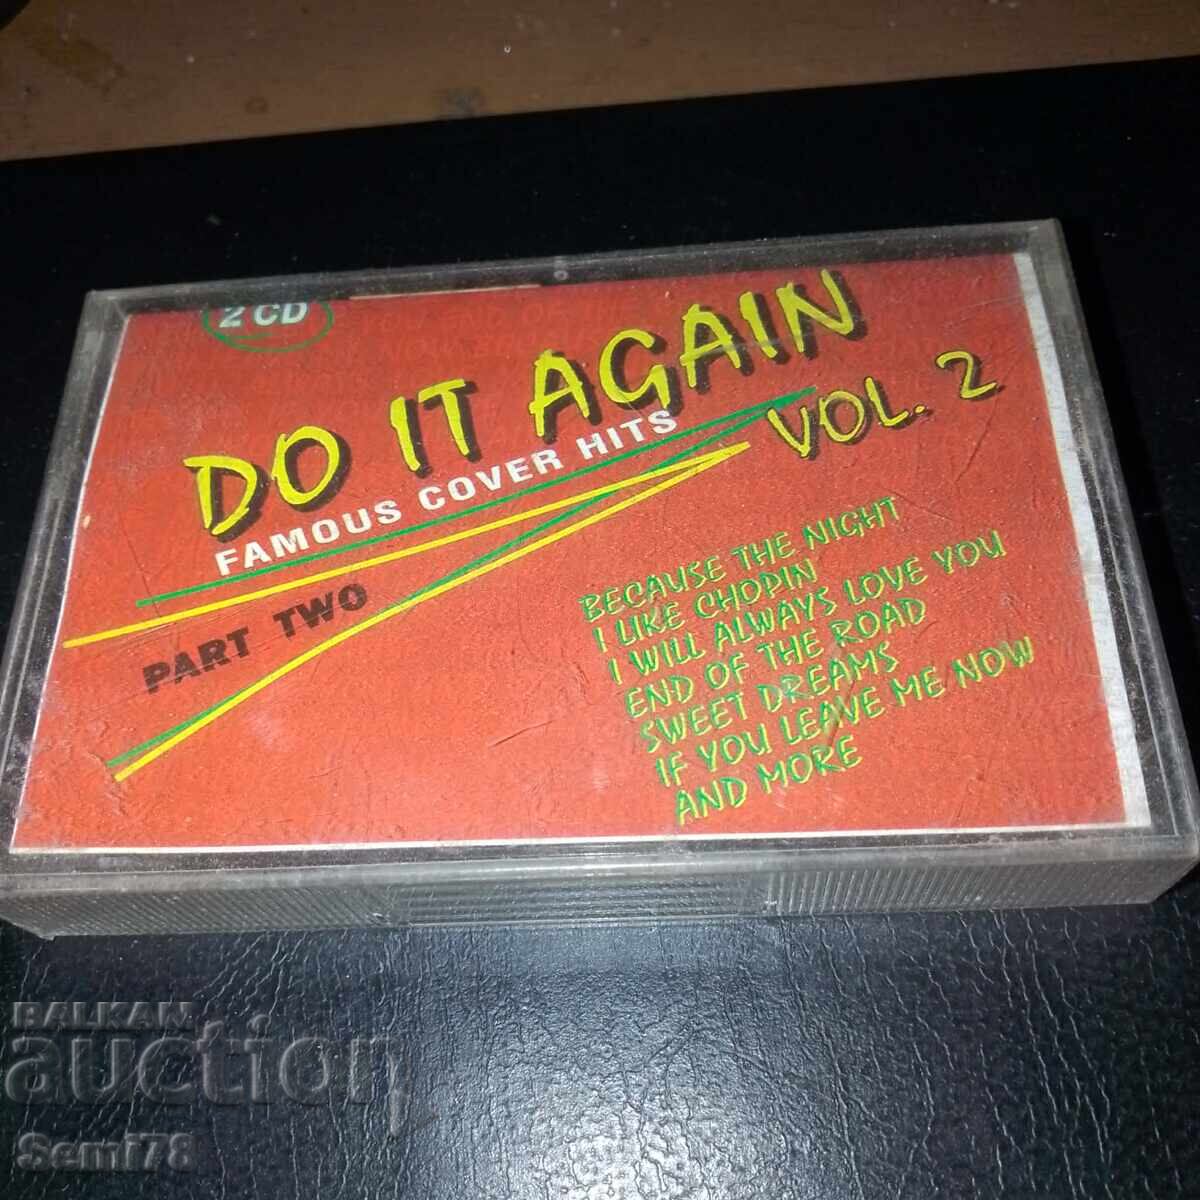 2 CD
DO IT AGAIN
VOL. 2
FAMOUS COVER HITS
PART TWO
BECAUSE THE NIGHT
I LIKE CHOPIN
I WILL ALWAYS LOVE YOU
END OF THE ROAD
SWEET DREAMS
IF YOU LEAVE ME NOW
AND MORE
BALKAN
auction
Semi78